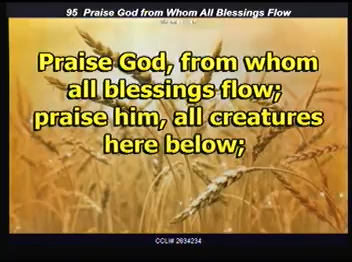 95 Praise God from Whom All Blessings Flow
Praise God, from whom
all blessings flow;
praise him, all creatures
here below;
CCLI# 2634234